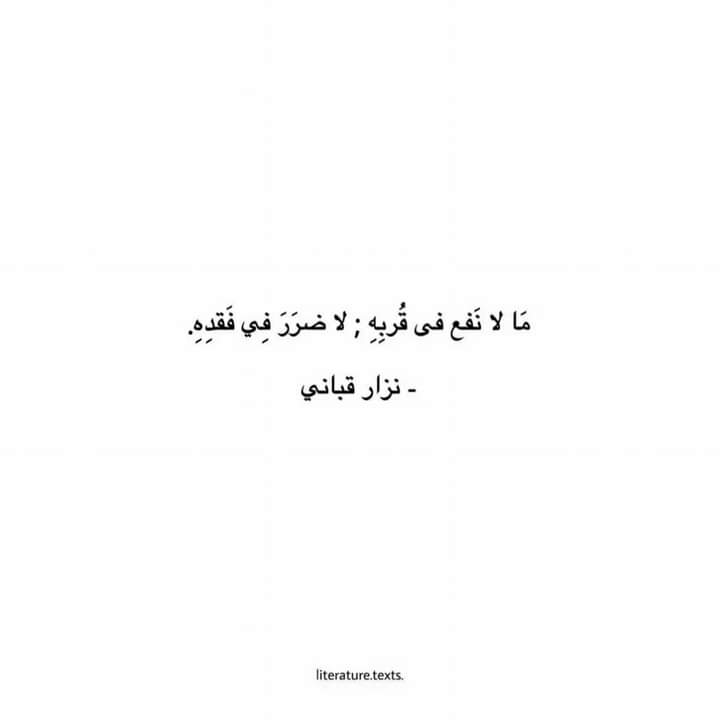 مَا لا نَفع فى قُربِهِ ; لا ضرَرَ فِي فَقدِهِ.
- نزار قباني
literature.texts.